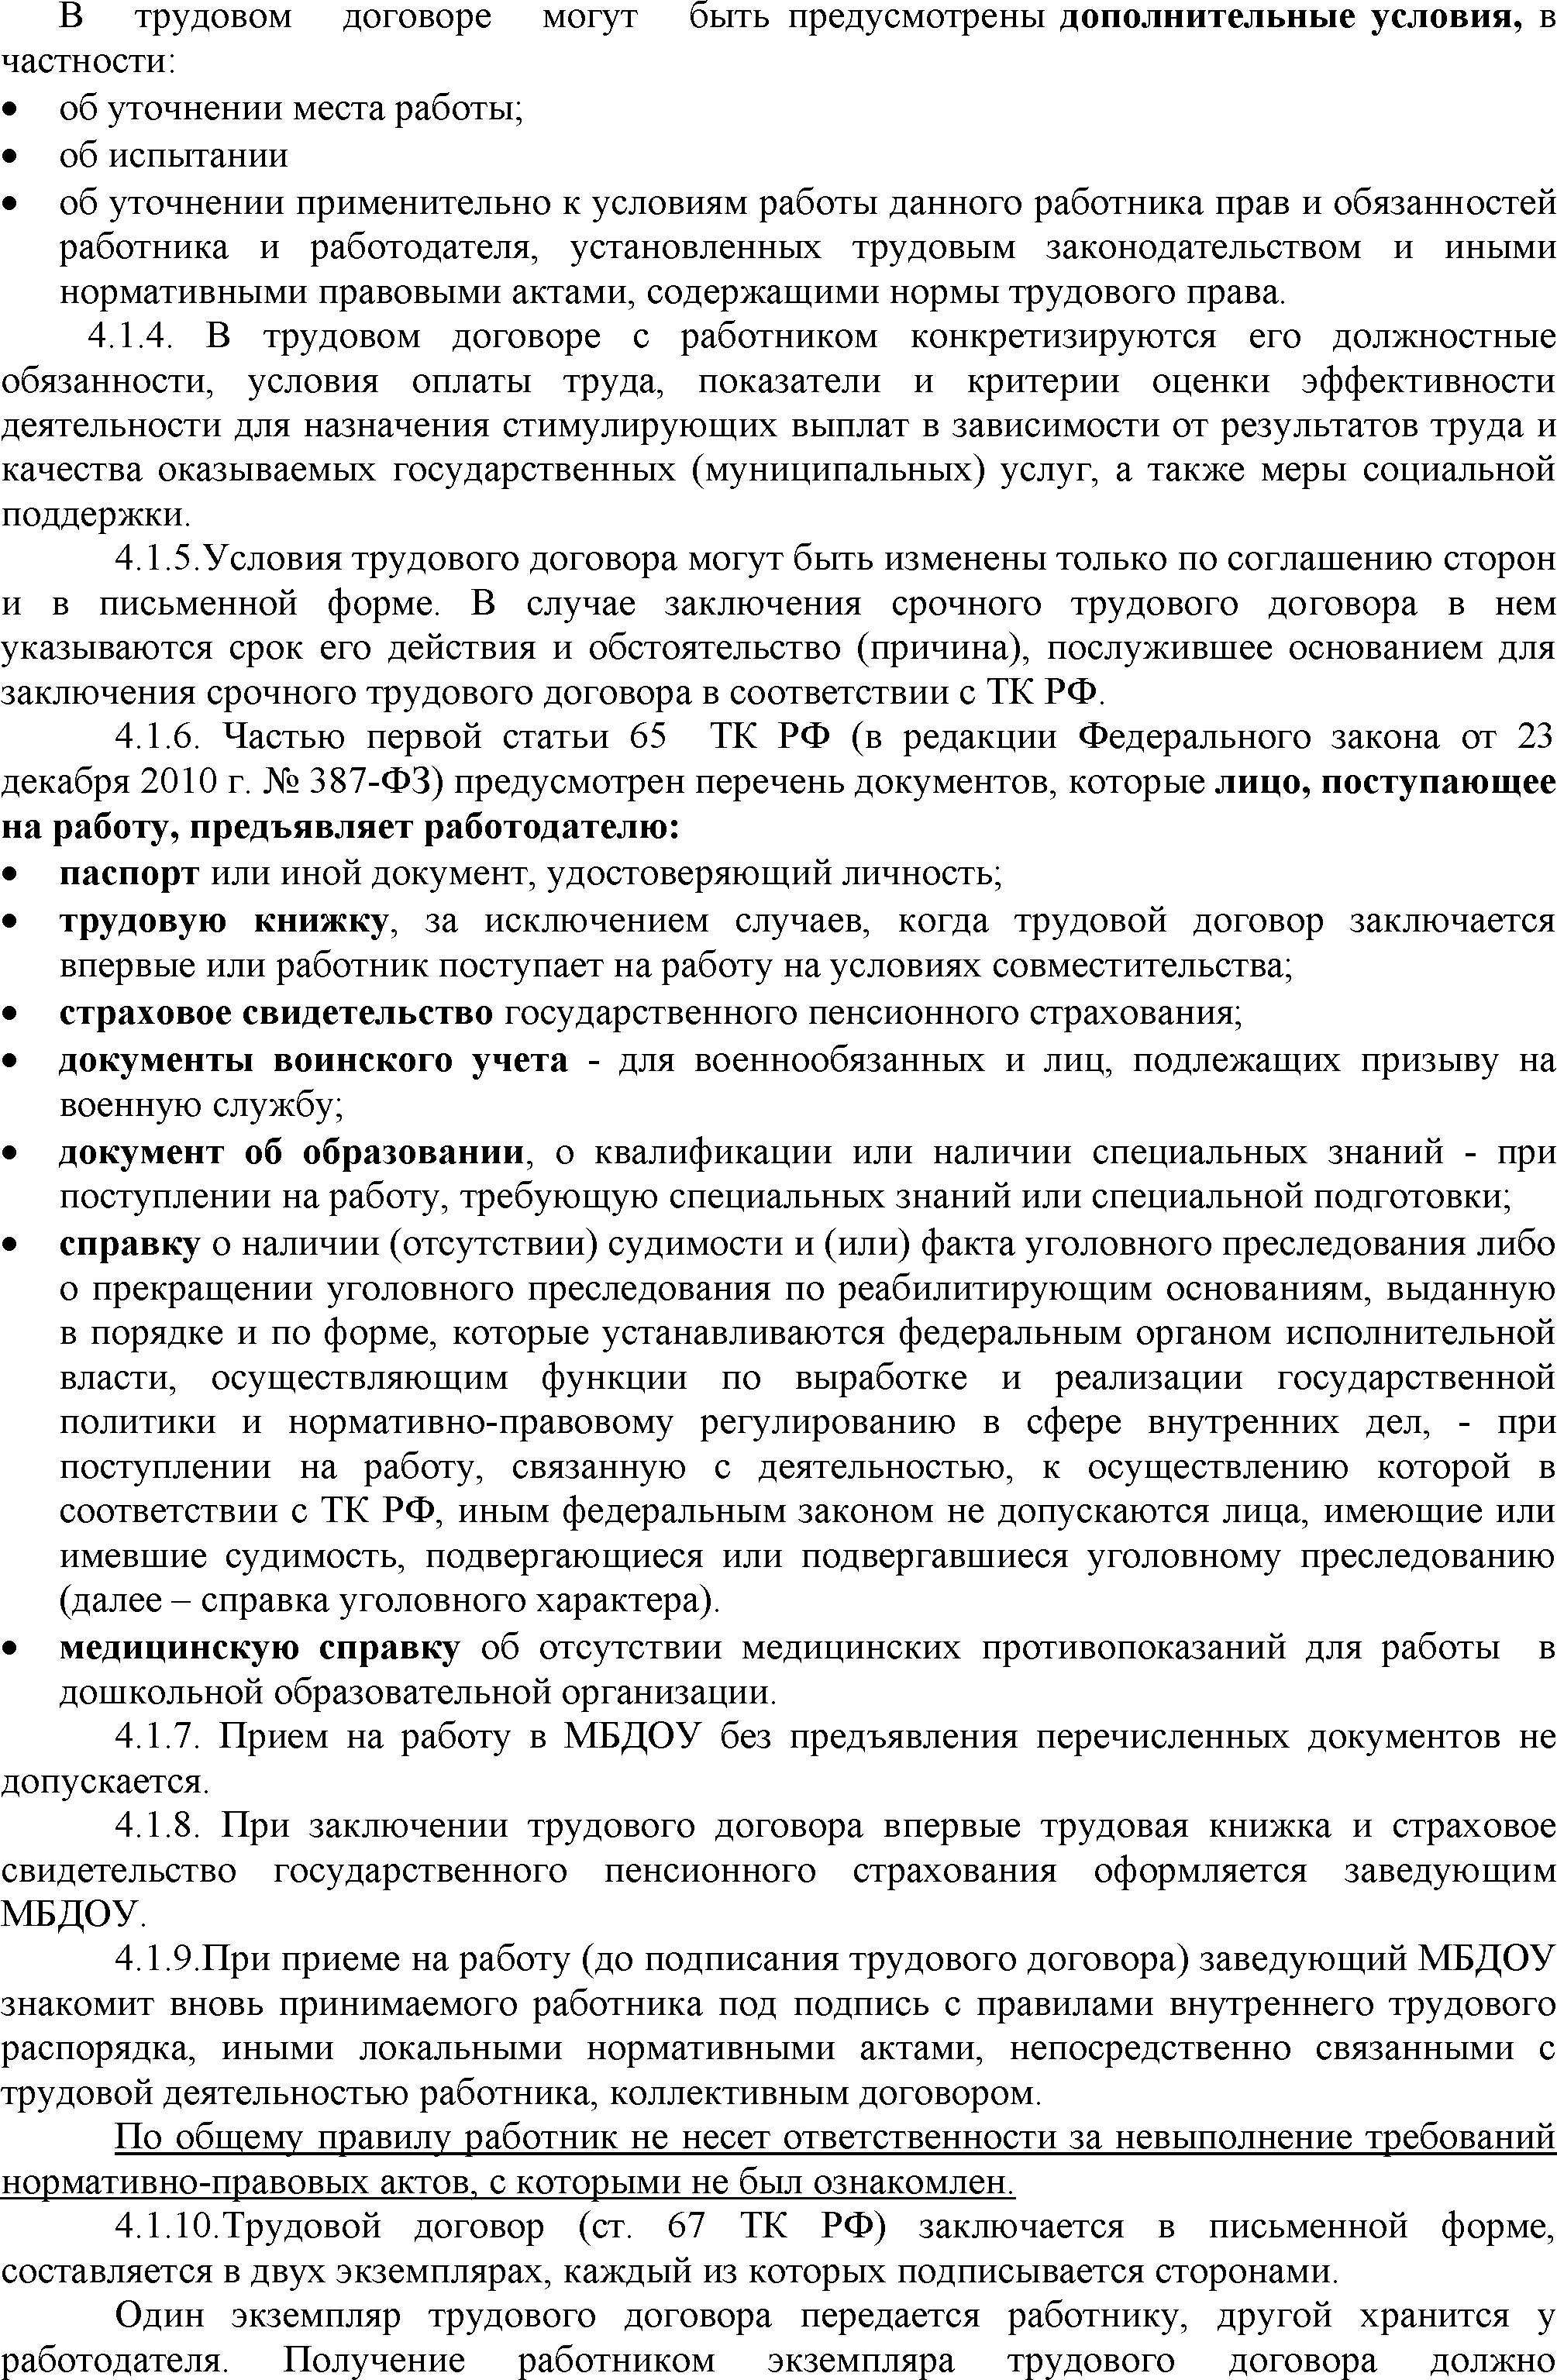 В трудовом договоре могут быть предусмотрены дополнительные условия, в
частности:
• об уточнении места работы;
• об испытании
• об уточнении применительно к условиям работы данного работника прав и обязанностей
работника и работодателя, установленных трудовым законодательством и иными
нормативными правовыми актами, содержащими нормы трудового права.
4.1.4. В трудовом договоре с работником конкретизируются его должностные
обязанности, условия оплаты труда, показатели и критерии оценки эффективности
деятельности для назначения стимулирующих выплат в зависимости от результатов труда и
качества оказываемых государственных (муниципальных) услуг, а также меры социальной
поддержки.
4.1.5.Условия трудового договора могут быть изменены только по соглашению сторон
и в письменной форме. В случае заключения срочного трудового договора в нем
указываются срок его действия и обстоятельство (причина), послужившее основанием для
заключения срочного трудового договора в соответствии с ТК РФ.
4.1.6. Частью первой статьи 65 ТК РФ (в редакции Федерального закона от 23
декабря 2010 г. № 387-ФЗ) предусмотрен перечень документов, которые лицо, поступающее
на работу, предъявляет работодателю:
• паспорт или иной документ, удостоверяющий личность;
• трудовую книжку, за исключением случаев, когда трудовой договор заключается
впервые или работник поступает на работу на условиях совместительства;
• страховое свидетельство государственного пенсионного страхования;
• документы воинского учета - для военнообязанных и лиц, подлежащих призыву на
военную службу;
• документ об образовании, о квалификации или наличии специальных знаний - при
поступлении на работу, требующую специальных знаний или специальной подготовки;
• справку о наличии (отсутствии) судимости и (или) факта уголовного преследования либо
о прекращении уголовного преследования по реабилитирующим основаниям, выданную
в порядке и по форме, которые устанавливаются федеральным органом исполнительной
власти, осуществляющим функции по выработке и реализации государственной
политики и нормативно-правовому регулированию в сфере внутренних дел, - при
поступлении на работу, связанную с деятельностью, к осуществлению которой в
соответствии с ТК РФ, иным федеральным законом не допускаются лица, имеющие или
имевшие судимость, подвергающиеся или подвергавшиеся уголовному преследованию
(далее – справка уголовного характера).
• медицинскую справку об отсутствии медицинских противопоказаний для работы в
дошкольной образовательной организации.
4.1.7. Прием на работу в МБДОУ без предъявления перечисленных документов не
допускается.
4.1.8. При заключении трудового договора впервые трудовая книжка и страховое
свидетельство государственного пенсионного страхования оформляется заведующим
МБДОУ.
4.1.9.При приеме на работу (до подписания трудового договора) заведующий МБДОУ
знакомит вновь принимаемого работника под подпись с правилами внутреннего трудового
распорядка, иными локальными нормативными актами, непосредственно связанными с
трудовой деятельностью работника, коллективным договором.
По общему правилу работник не несет ответственности за невыполнение требований
нормативно-правовых актов, с которыми не был ознакомлен.
4.1.10.Трудовой договор (ст. 67 ТК РФ) заключается в письменной форме,
составляется в двух экземплярах, каждый из которых подписывается сторонами.
Один экземпляр трудового договора передается работнику, другой хранится у
работодателя. Получение работником экземпляра трудового договора должно